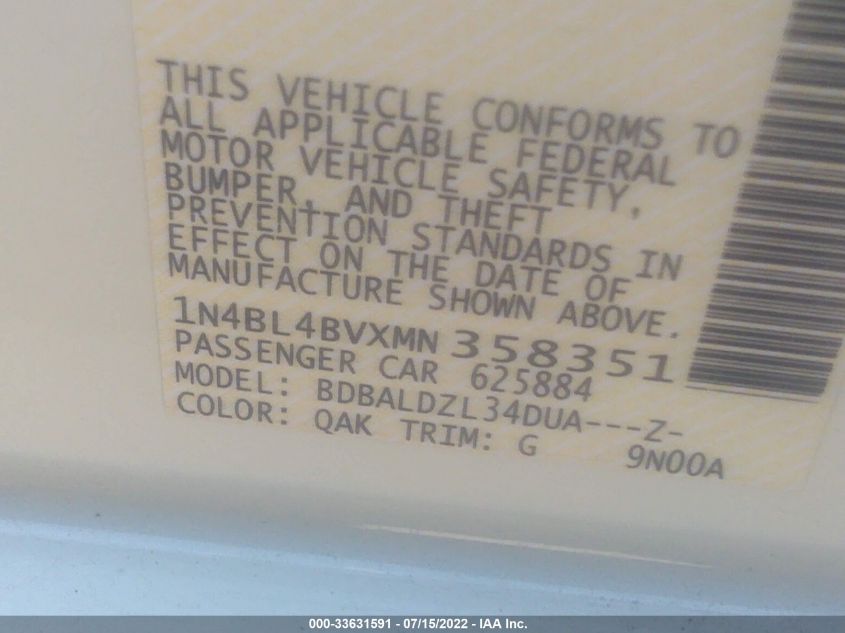 THIS VEHICLE CONFORMS TO
ALL APPLICABLE FEDERAL
MOTOR VEHICLE SAFETY,
BUMPER, AND THEFT
PREVENTION STANDARDS IN
EFFECT ON THE DATE OF
MANUFACTURE SHOWN ABOVE.
1N4BL4BVXMN358351
PASSENGER CAR 625884
MODEL: BDBALDZL34DUA---Z-
COLOR: QAK TRIM: G 9N00A
000-33631591 - 07/15/2022 - IAA Inc.